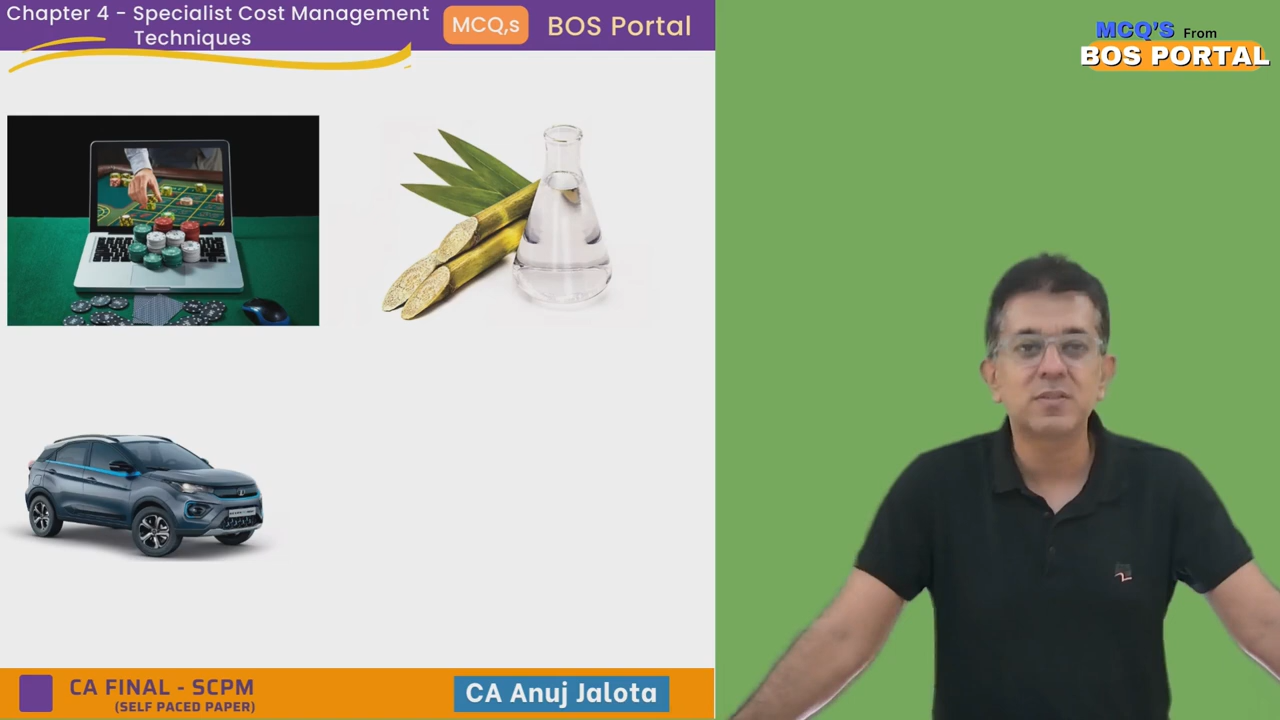 Chapter 4 - Specialist Cost Management
Techniques
MCQ,s
BOS Portal
MCQ'S From
BOS PORTAL
CA FINAL - SCPM
(SELF PACED PAPER)
CA Anuj Jalota